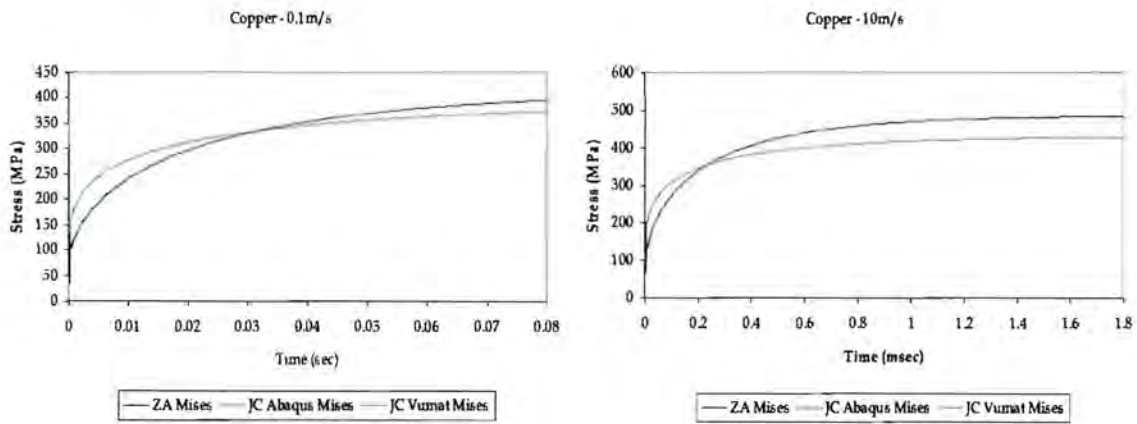 Copper - 0.1m/s
450
400
350
300
250
200
150
100
50
0
Stress (MPa)
0 0.01 0.02 0.03 0.04 0.05 0.06 0.07 0.08
Time (sec)
ZA Mises JC Abaqus Mises JC Vumat Mises
Copper - 10m/s
600
500
400
300
200
100
0
Stress (MPa)
0 0.2 0.4 0.6 0.8 1 1.2 1.4 1.6 1.8
Time (msec)
ZA Mises JC Abaqus Mises JC Vumat Mises